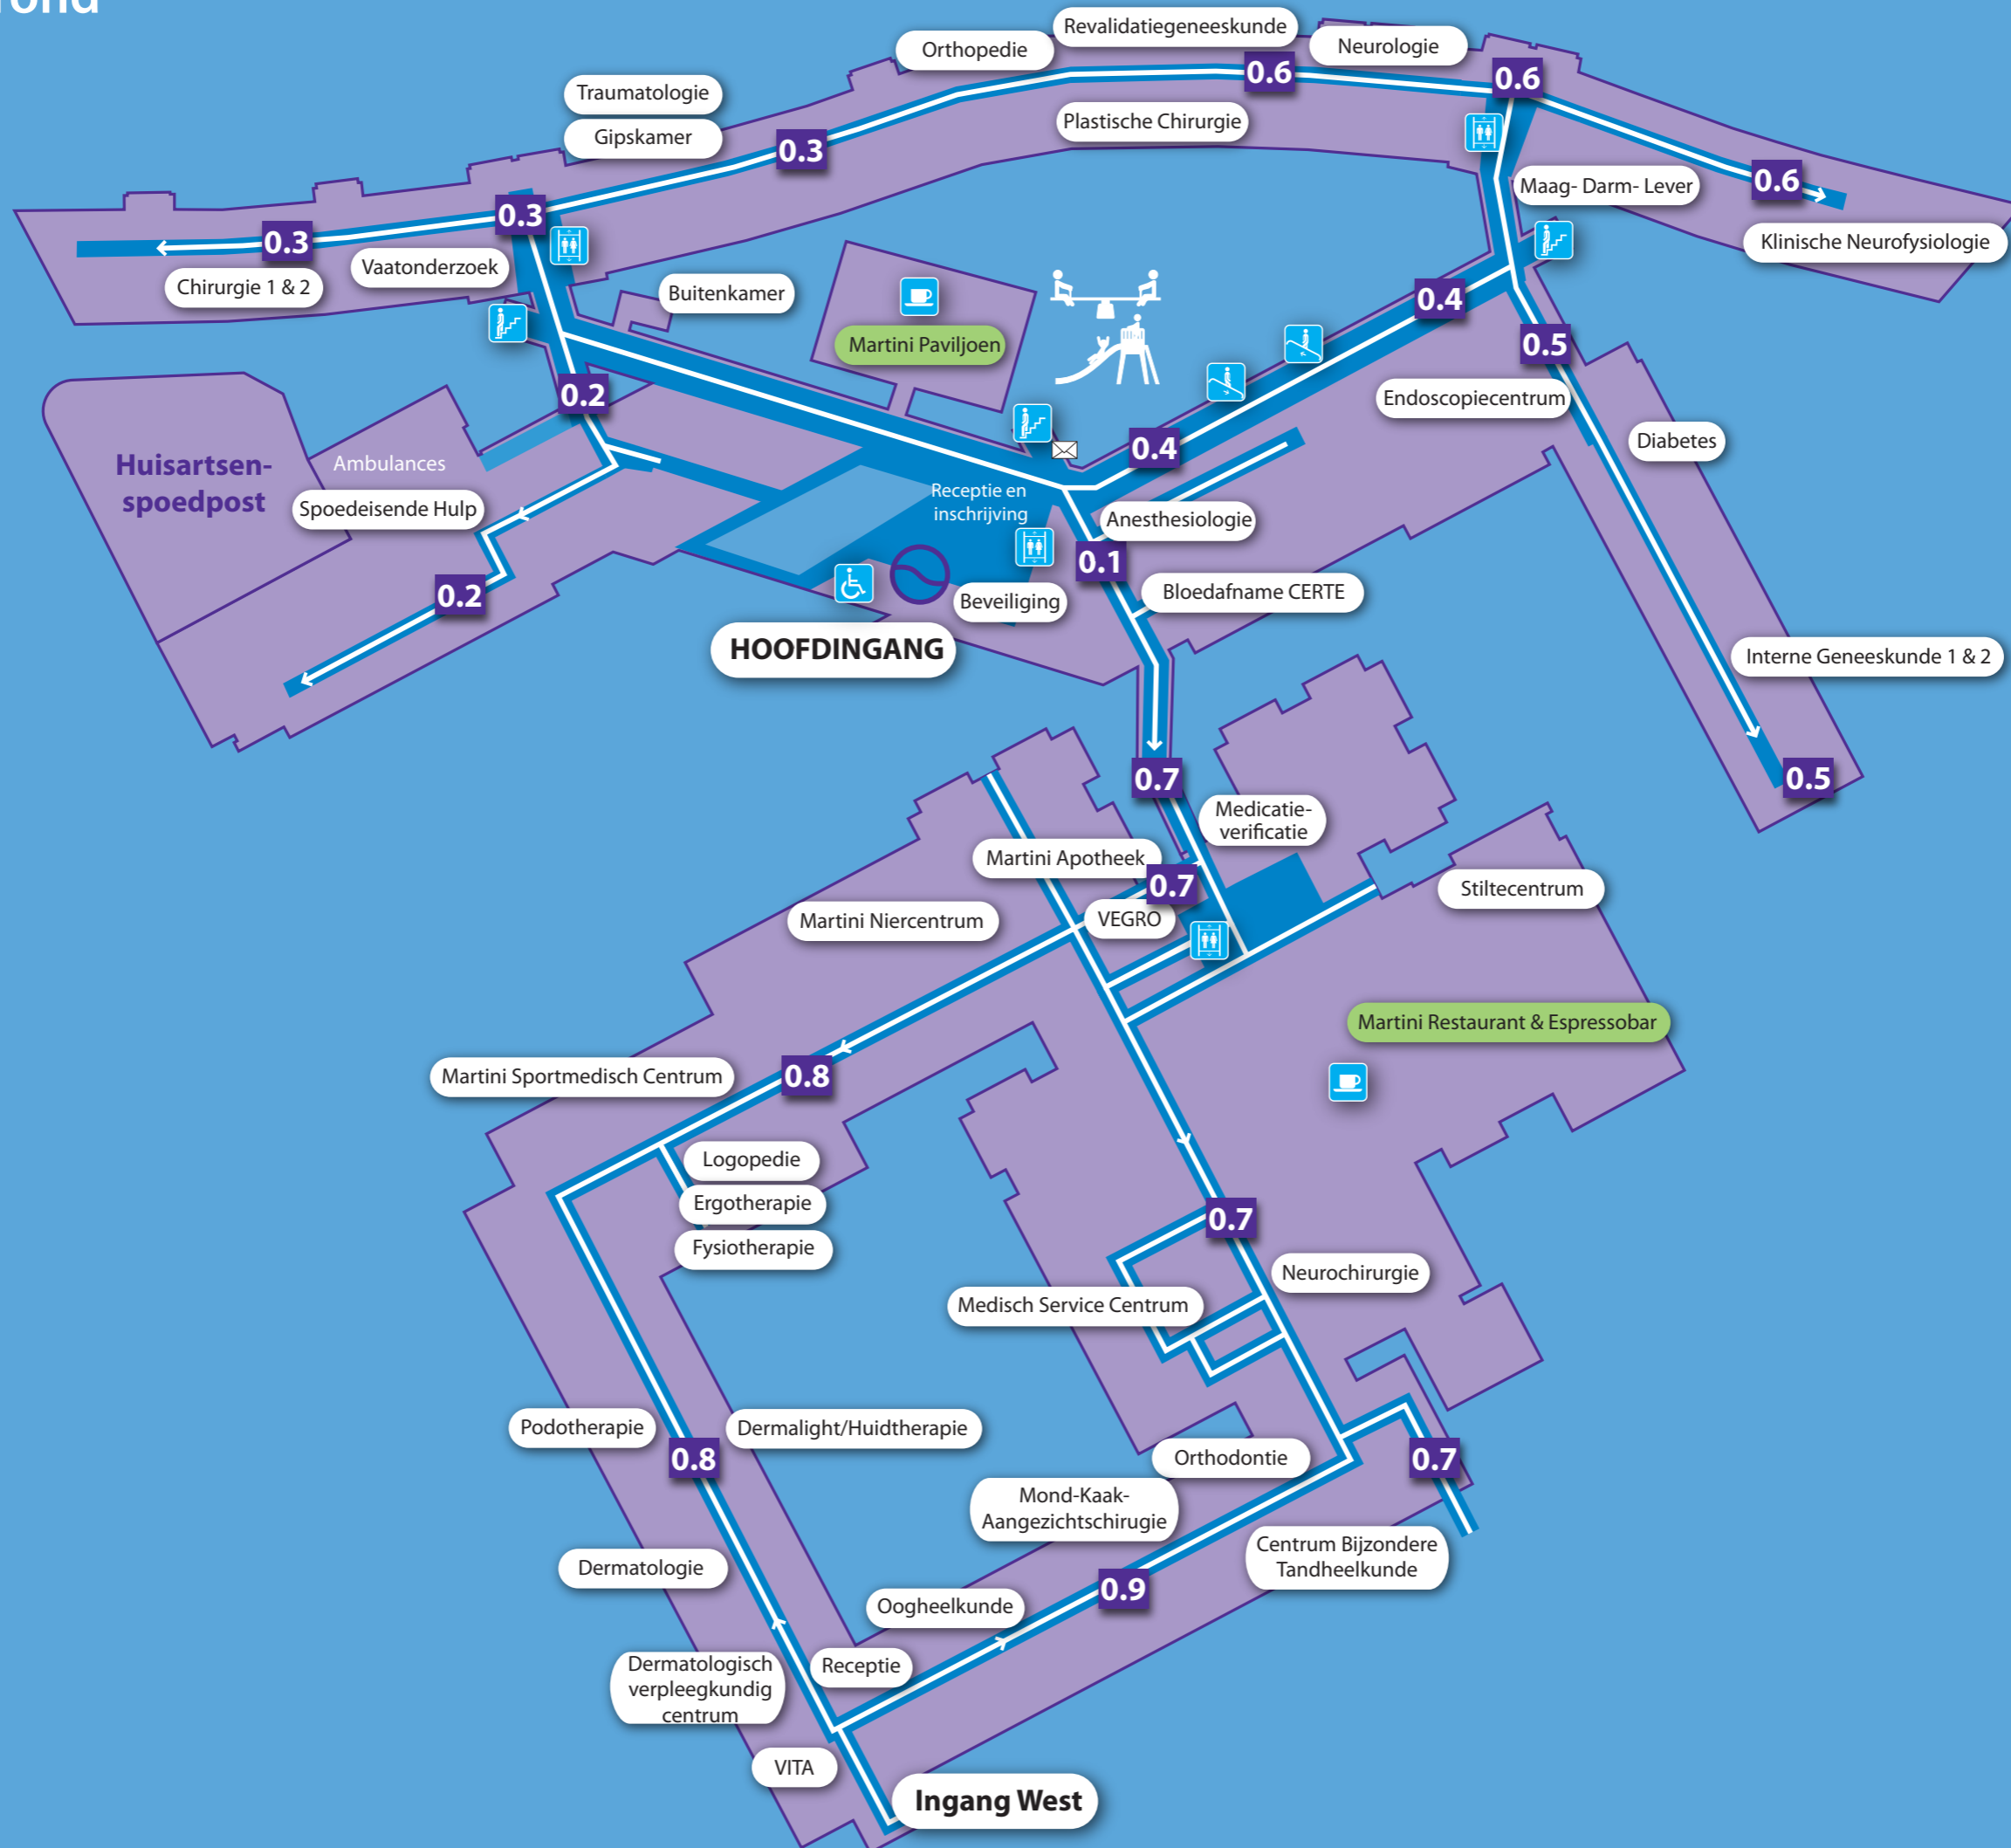 Revalidatiegeneeskunde
Orthopedie
Neurologie
0.6
0.6
Traumatologie
Gipskamer
Plastische Chirurgie
0.3
Maag- Darm- Lever
0.6
0.3
0.3
Klinische Neurofysiologie
Vaatonderzoek
Chirurgie 1 & 2
Buitenkamer
Martini Paviljoen
0.4
0.5
0.2
Endoscopiecentrum
Diabetes
0.4
Huisartsen-
spoedpost
Ambulances
Spoedeisende Hulp
Receptie en
inschrijving
Anesthesiologie
0.1
0.2
Bloedafname CERTE
Beveiliging
HOOFDINGANG
Interne Geneeskunde 1 & 2
0.7
0.5
Medicatie-
verificatie
Martini Apotheek
0.7
Stiltecentrum
Martini Niercentrum
VEGRO
Martini Restaurant & Espressobar
Martini Sportmedisch Centrum
0.8
Logopedie
Ergotherapie
Fysiotherapie
0.7
Neurochirurgie
Medisch Service Centrum
Podotherapie
Dermalight/Huidtherapie
0.8
Orthodontie
0.7
Mond-Kaak-
Aangezichtschirugie
Centrum Bijzondere
Tandheelkunde
Dermatologie
0.9
Oogheelkunde
Receptie
Dermatologisch
verpleegkundig
centrum
VITA
Ingang West